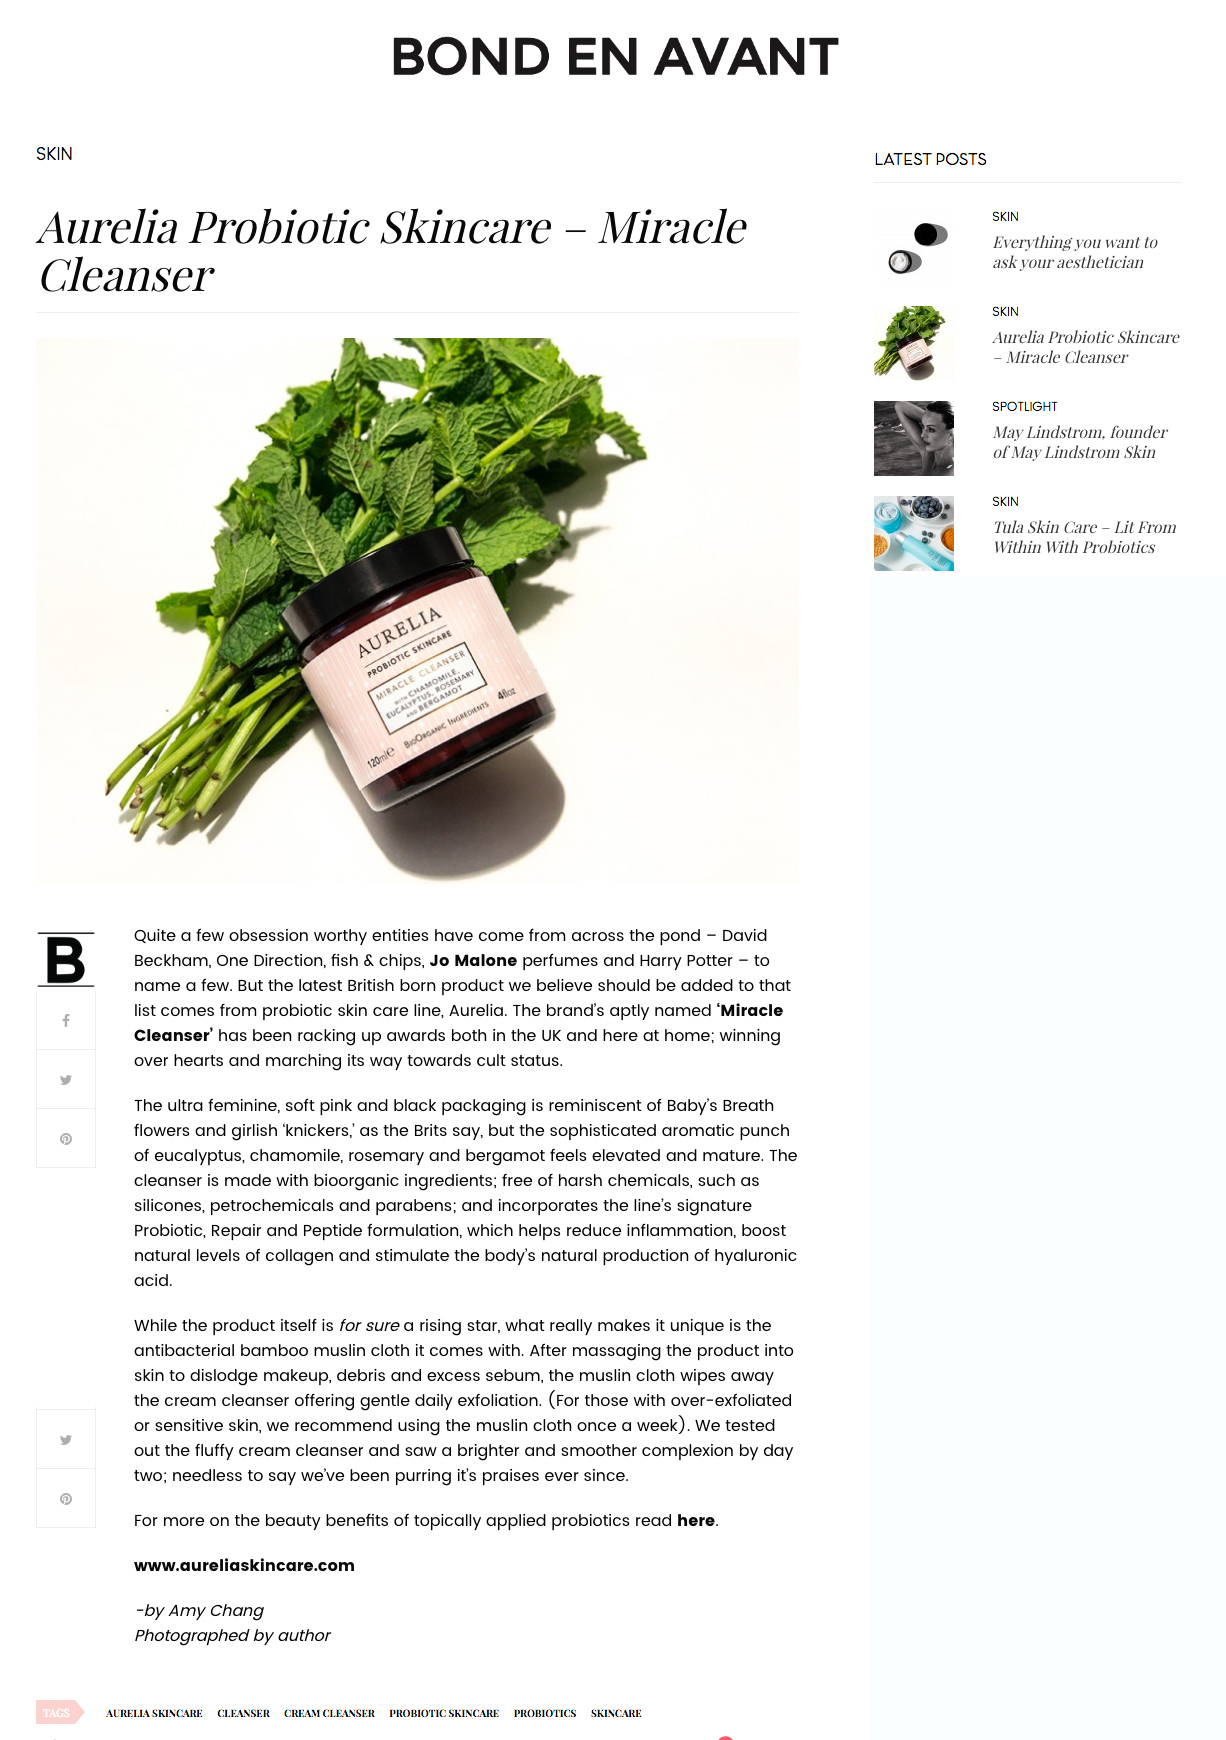 BOND EN AVANT
SKIN
Aurelia Probiotic Skincare – Miracle
Cleanser
AURELIA
PROBIOTIC SKINCARE
MIRACLE CLEANSER
WITH CHAMOMILE,
EUCALYPTUS, ROSEMARY
AND BERGAMOT
120ml e BIOORGANIC INGREDIENTS 4floz
B
Quite a few obsession worthy entities have come from across the pond – David
Beckham, One Direction, fish & chips, Jo Malone perfumes and Harry Potter – to
name a few. But the latest British born product we believe should be added to that
list comes from probiotic skin care line, Aurelia. The brand’s aptly named ‘Miracle
Cleanser’ has been racking up awards both in the UK and here at home; winning
over hearts and marching its way towards cult status.
The ultra feminine, soft pink and black packaging is reminiscent of Baby’s Breath
flowers and girlish ‘knickers,’ as the Brits say, but the sophisticated aromatic punch
of eucalyptus, chamomile, rosemary and bergamot feels elevated and mature. The
cleanser is made with bioorganic ingredients; free of harsh chemicals, such as
silicones, petrochemicals and parabens; and incorporates the line’s signature
Probiotic, Repair and Peptide formulation, which helps reduce inflammation, boost
natural levels of collagen and stimulate the body’s natural production of hyaluronic
acid.
While the product itself is for sure a rising star, what really makes it unique is the
antibacterial bamboo muslin cloth it comes with. After massaging the product into
skin to dislodge makeup, debris and excess sebum, the muslin cloth wipes away
the cream cleanser offering gentle daily exfoliation. (For those with over-exfoliated
or sensitive skin, we recommend using the muslin cloth once a week). We tested
out the fluffy cream cleanser and saw a brighter and smoother complexion by day
two; needless to say we’ve been purring it’s praises ever since.
For more on the beauty benefits of topically applied probiotics read here.
www.aureliaskincare.com
-by Amy Chang
Photographed by author
TAGS AURELIA SKINCARE CLEANSER CREAM CLEANSER PROBIOTIC SKINCARE PROBIOTICS SKINCARE
LATEST POSTS
SKIN
Everything you want to
ask your aesthetician
SKIN
Aurelia Probiotic Skincare
– Miracle Cleanser
SPOTLIGHT
May Lindstrom, founder
of May Lindstrom Skin
SKIN
Tula Skin Care – Lit From
Within With Probiotics